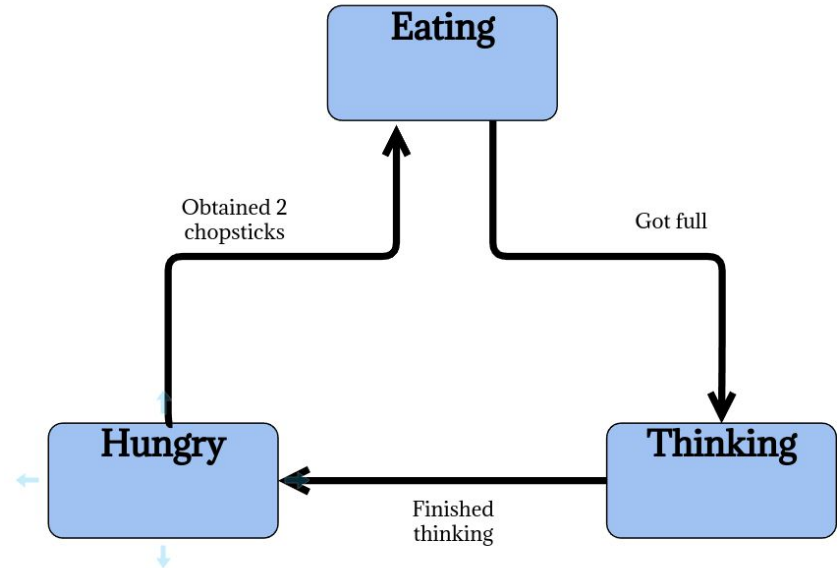 Eating
Obtained 2
chopsticks
Got full
Hungry
Thinking
Finished
thinking